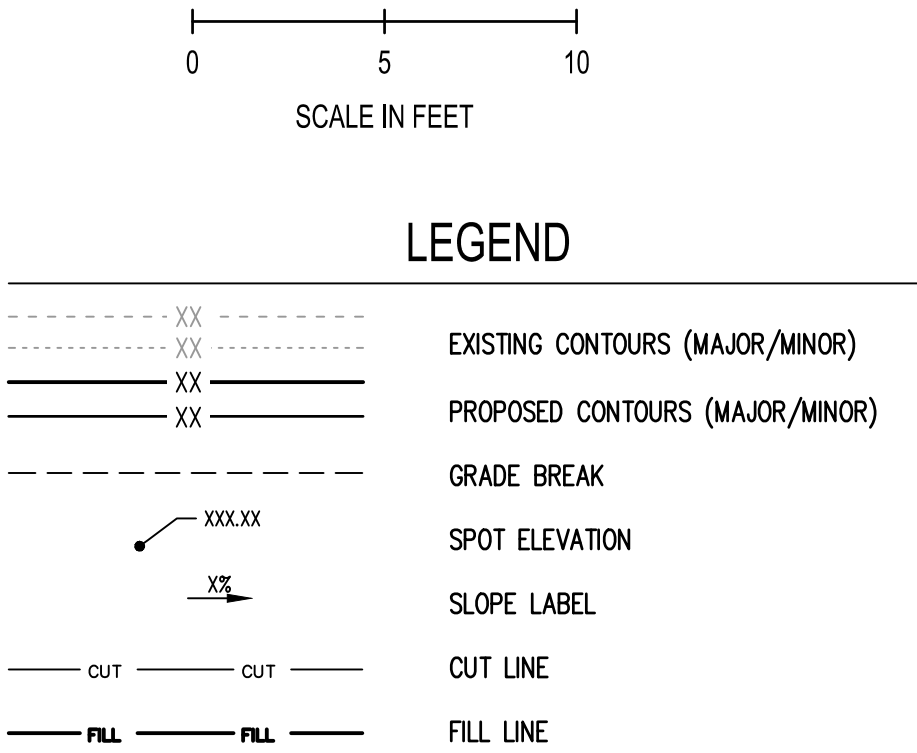 0 5 10
SCALE IN FEET
LEGEND
XX
XX
EXISTING CONTOURS (MAJOR/MINOR)
XX
XX
PROPOSED CONTOURS (MAJOR/MINOR)
GRADE BREAK
XXX.XX
SPOT ELEVATION
X%
SLOPE LABEL
CUT CUT CUT LINE
FILL FILL FILL LINE